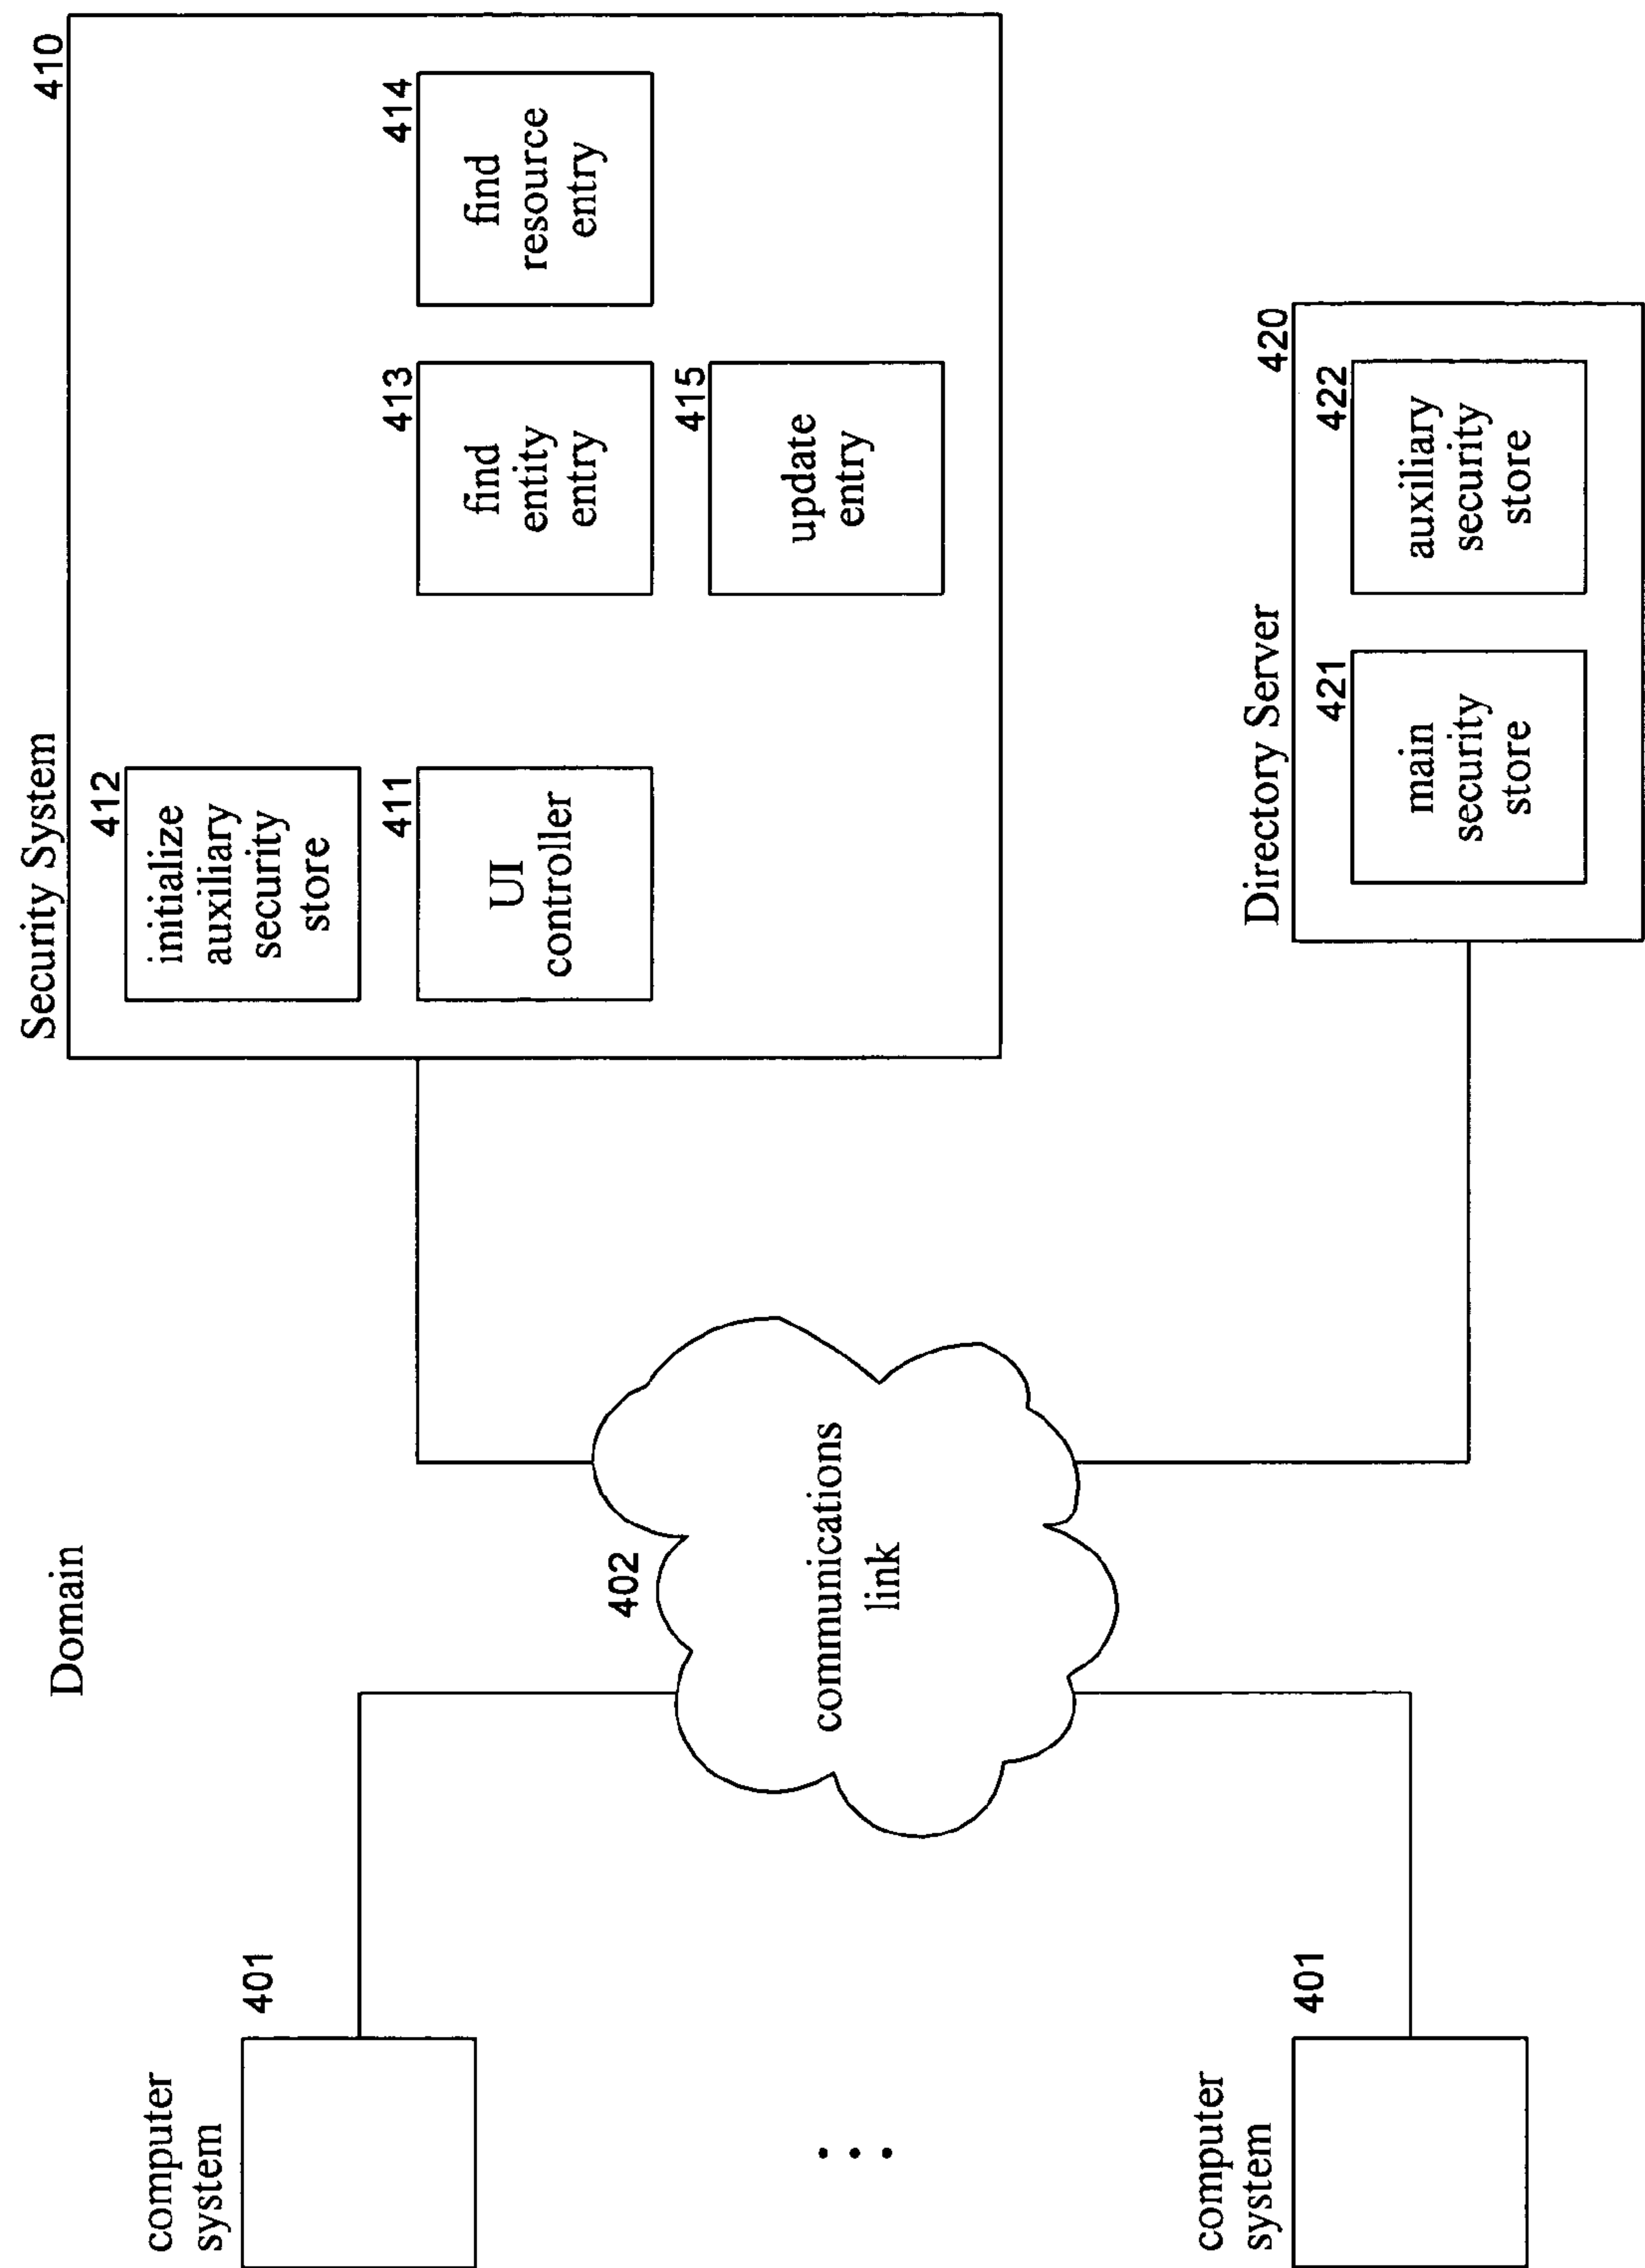 Domain
Security System
410
412
initialize
auxiliary
security
store
411
UI
controller
413
find
entity
entry
414
find
resource
entry
415
update
entry
computer
system
401
402
communications
link
computer
system
401
Directory Server
420
421
main
security
store
422
auxiliary
security
store